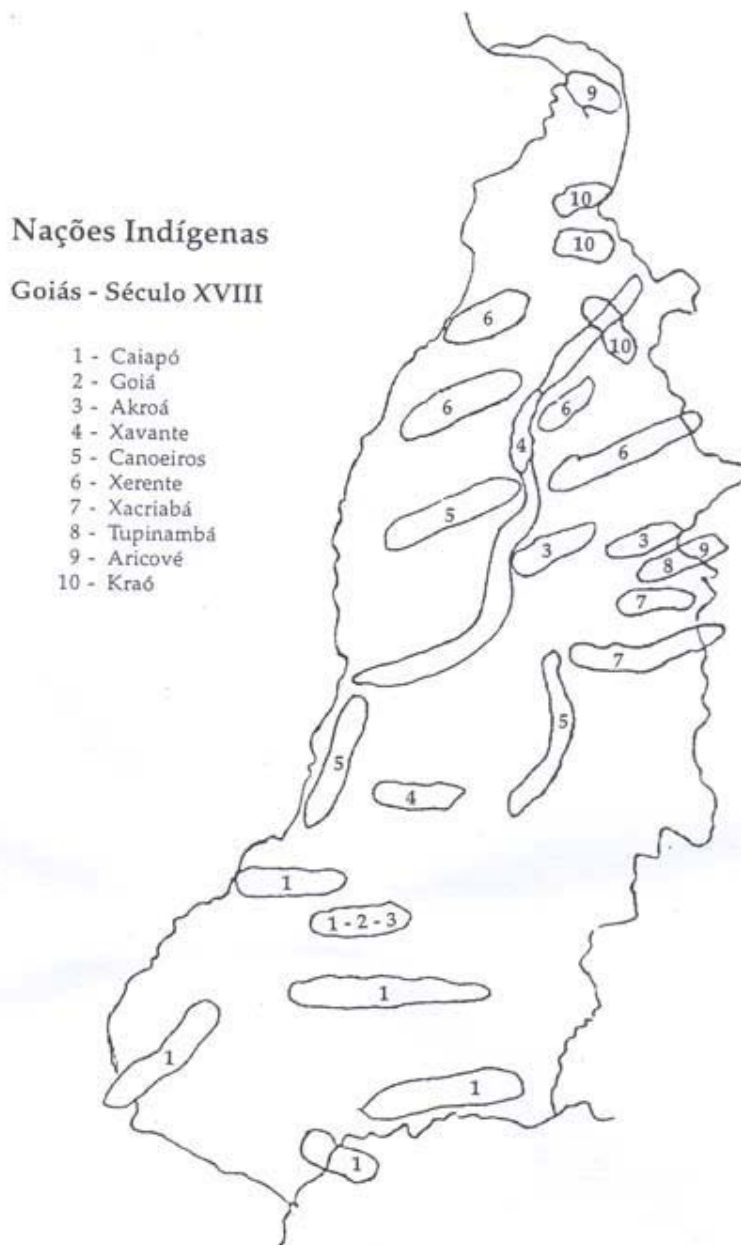 Nações Indígenas
Goiás - Século XVIII
1 - Caiapó
2 - Goiá
3 - Akroá
4 - Xavante
5 - Canoeiros
6 - Xerente
7 - Xacriabá
8 - Tupinambá
9 - Aricové
10 - Kraó
9
10
10
6
10
6
6
4
6
5
3
3
9
8
7
7
5
5
4
1
1 - 2 - 3
1
1
1
1